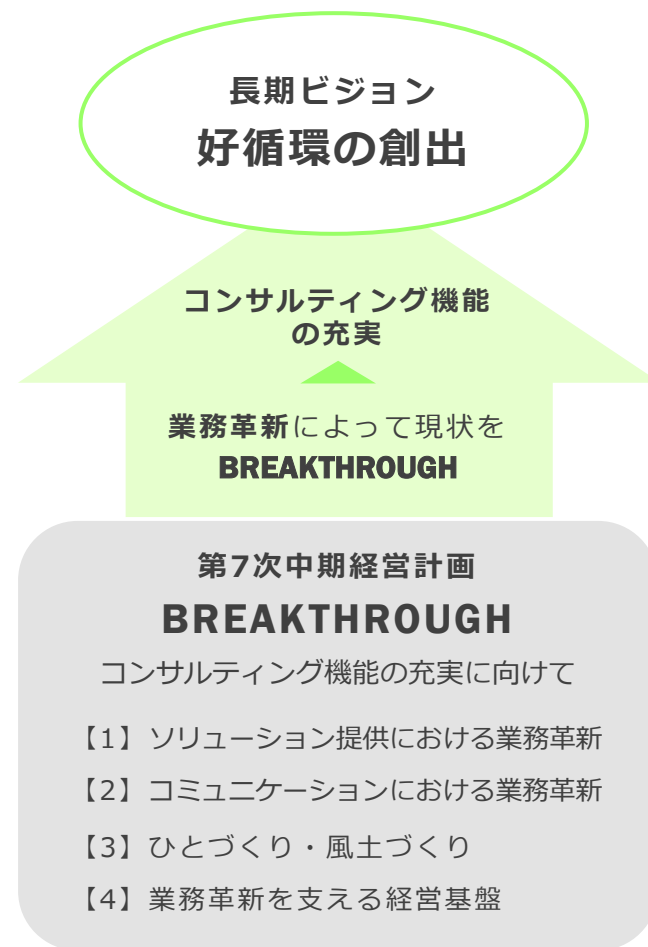 長期ビジョン
好循環の創出
コンサルティング機能
の充実
業務革新によって現状を
BREAKTHROUGH
第7次中期経営計画
BREAKTHROUGH
コンサルティング機能の充実に向けて
【1】ソリューション提供における業務革新
【2】コミュニケーションにおける業務革新
【3】ひとづくり・風土づくり
【4】業務革新を支える経営基盤